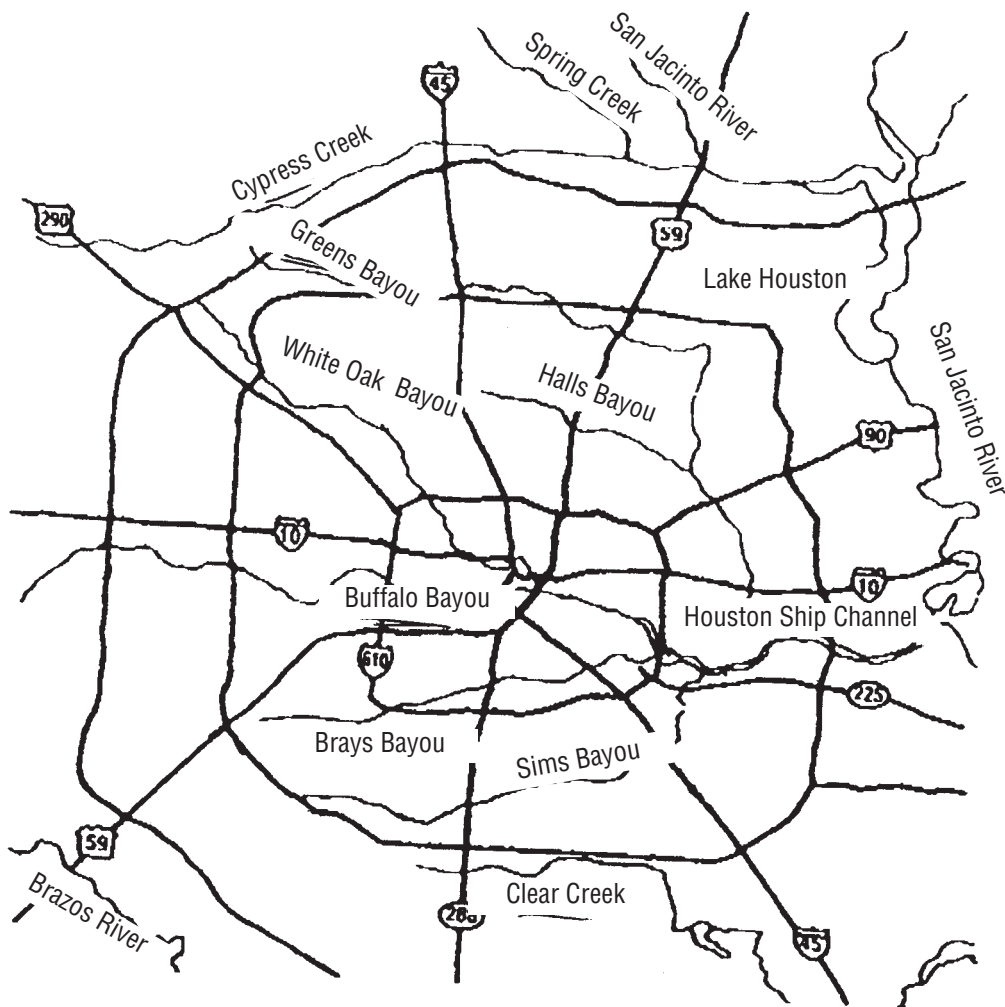 San Jacinto River
Spring Creek
45
Cypress Creek
290
59
Greens Bayou
Lake Houston
White Oak Bayou
Halls Bayou
San Jacinto River
90
10
10
Buffalo Bayou
Houston Ship Channel
610
225
Brays Bayou
Sims Bayou
59
Brazos River
Clear Creek
45